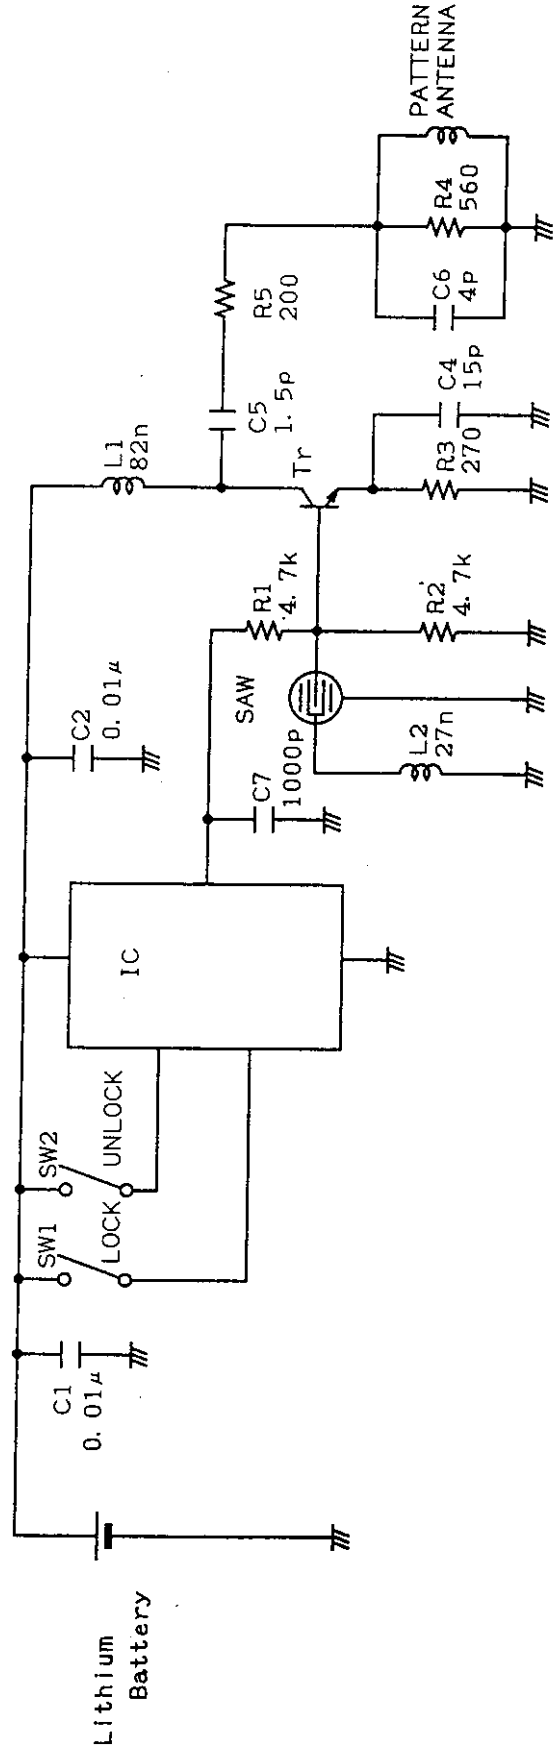 Lithium
Battery
C1
0.01μ
SW1
LOCK
SW2
UNLOCK
IC
C2
0.01μ
C7
1000p
SAW
L2
27n
R1
4.7k
R2
4.7k
L1
82n
Tr
C5
1.5p
R5
200
R3
270
C4
15p
C6
4p
R4
560
PATTERN
ANTENNA